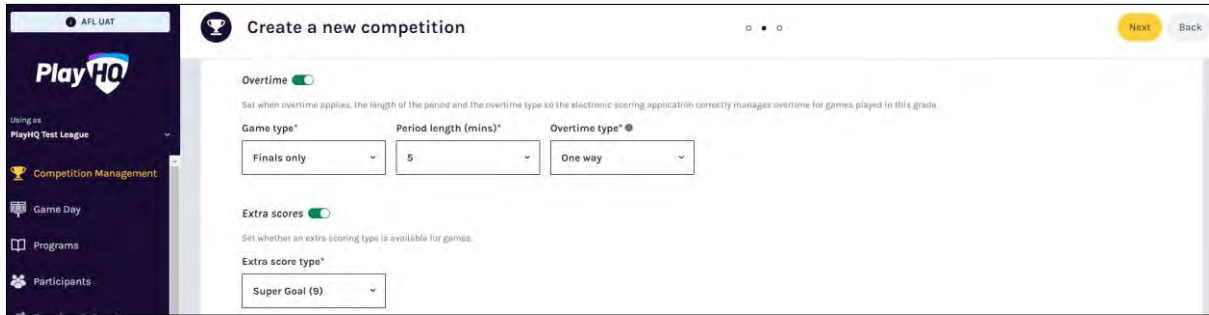 AFL UAT
PlayHQ
Using as
PlayHQ Test League
Competition Management
Game Day
Programs
Participants
Create a new competition
Next
Back
Overtime
Set when overtime applies, the length of the period and the overtime type so the electronic scoring application correctly manages overtime for games played in this grade.
Game type* Period length (mins)* Overtime type*
Finals only 5 One way
Extra scores
Set whether an extra scoring type is available for games.
Extra score type*
Super Goal (9)